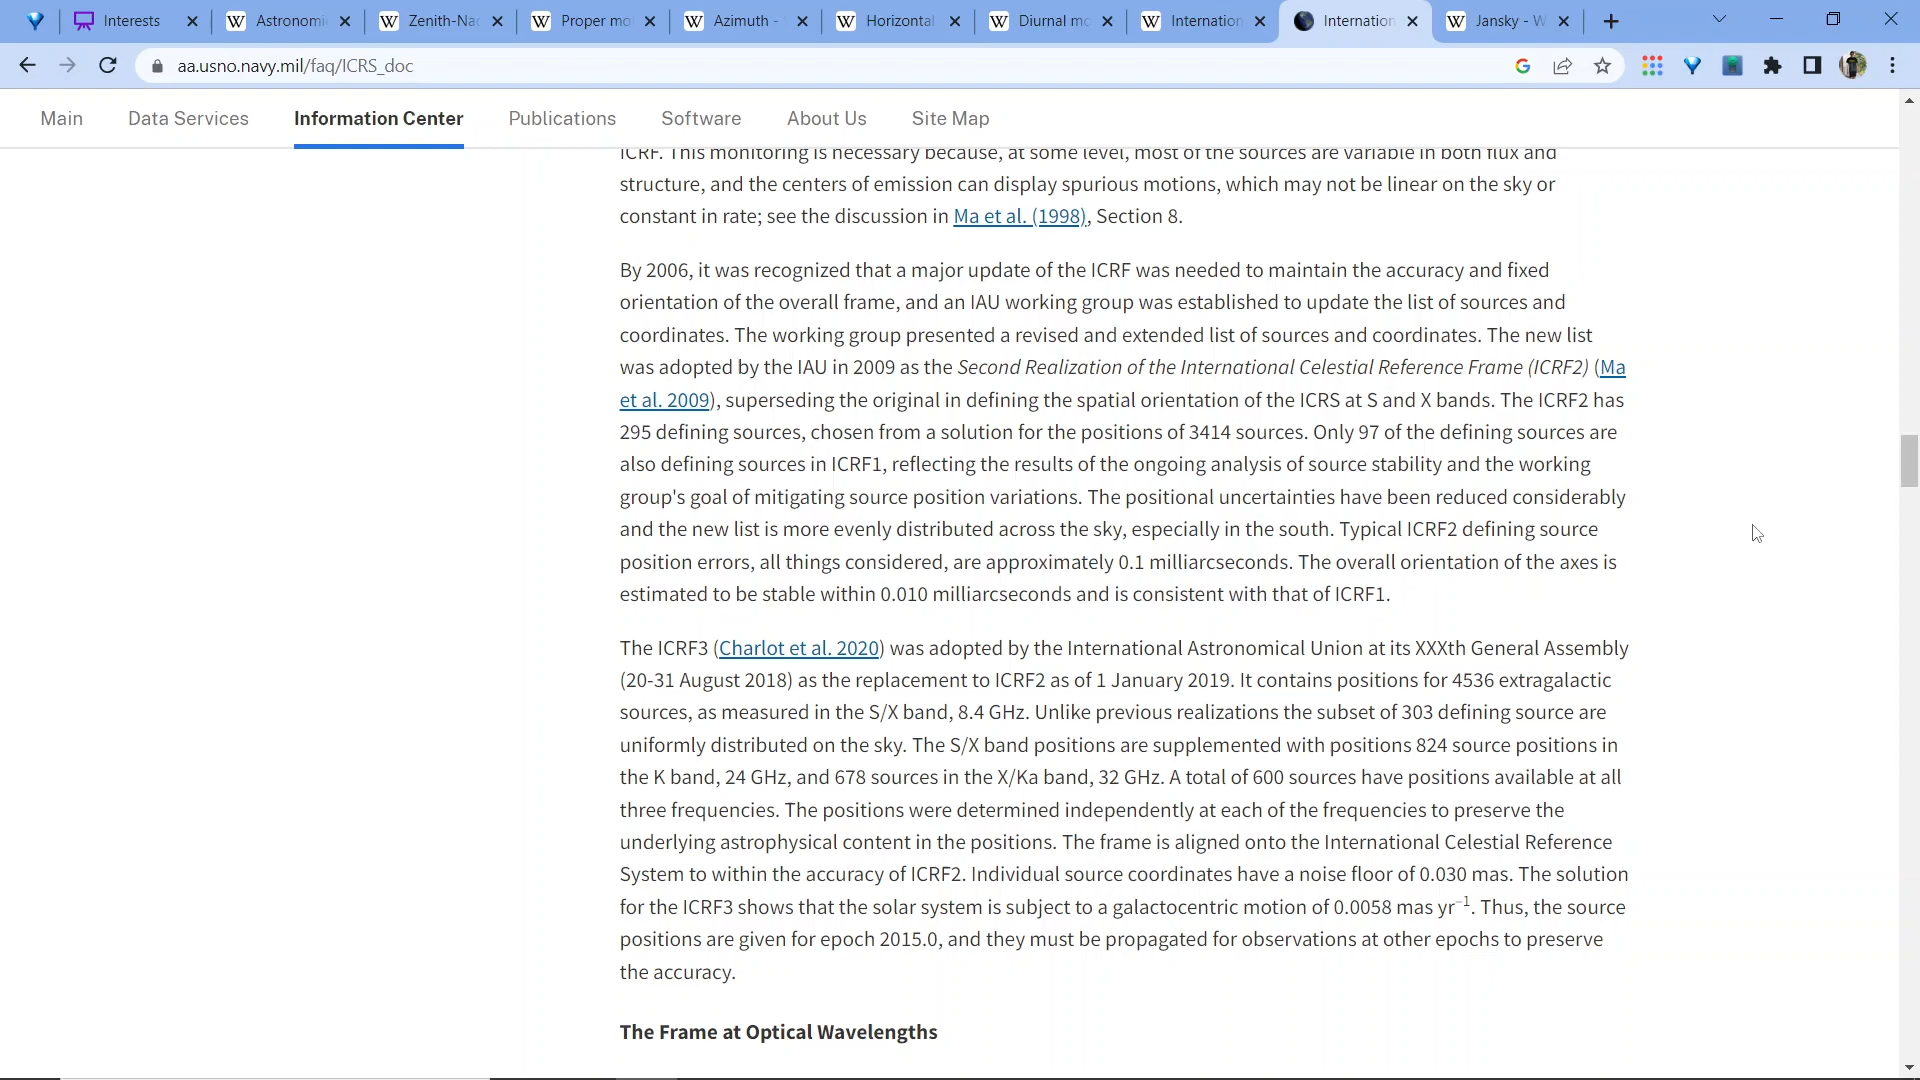 Interests
Astronomi
Zenith-Nad
Proper mo
Azimuth -
Horizontal
Diurnal mo
Internation
Internation
Jansky - W
aa.usno.navy.mil/faq/ICRS_doc
Main
Data Services
Information Center
Publications
Software
About Us
Site Map
ICRF. This monitoring is necessary because, at some level, most of the sources are variable in both flux and
structure, and the centers of emission can display spurious motions, which may not be linear on the sky or
constant in rate; see the discussion in Ma et al. (1998), Section 8.
By 2006, it was recognized that a major update of the ICRF was needed to maintain the accuracy and fixed
orientation of the overall frame, and an IAU working group was established to update the list of sources and
coordinates. The working group presented a revised and extended list of sources and coordinates. The new list
was adopted by the IAU in 2009 as the Second Realization of the International Celestial Reference Frame (ICRF2) (Ma
et al. 2009), superseding the original in defining the spatial orientation of the ICRS at S and X bands. The ICRF2 has
295 defining sources, chosen from a solution for the positions of 3414 sources. Only 97 of the defining sources are
also defining sources in ICRF1, reflecting the results of the ongoing analysis of source stability and the working
group's goal of mitigating source position variations. The positional uncertainties have been reduced considerably
and the new list is more evenly distributed across the sky, especially in the south. Typical ICRF2 defining source
position errors, all things considered, are approximately 0.1 milliarcseconds. The overall orientation of the axes is
estimated to be stable within 0.010 milliarcseconds and is consistent with that of ICRF1.
The ICRF3 (Charlot et al. 2020) was adopted by the International Astronomical Union at its XXXth General Assembly
(20-31 August 2018) as the replacement to ICRF2 as of 1 January 2019. It contains positions for 4536 extragalactic
sources, as measured in the S/X band, 8.4 GHz. Unlike previous realizations the subset of 303 defining source are
uniformly distributed on the sky. The S/X band positions are supplemented with positions 824 source positions in
the K band, 24 GHz, and 678 sources in the X/Ka band, 32 GHz. A total of 600 sources have positions available at all
three frequencies. The positions were determined independently at each of the frequencies to preserve the
underlying astrophysical content in the positions. The frame is aligned onto the International Celestial Reference
System to within the accuracy of ICRF2. Individual source coordinates have a noise floor of 0.030 mas. The solution
for the ICRF3 shows that the solar system is subject to a galactocentric motion of 0.0058 mas yr⁻¹. Thus, the source
positions are given for epoch 2015.0, and they must be propagated for observations at other epochs to preserve
the accuracy.
The Frame at Optical Wavelengths